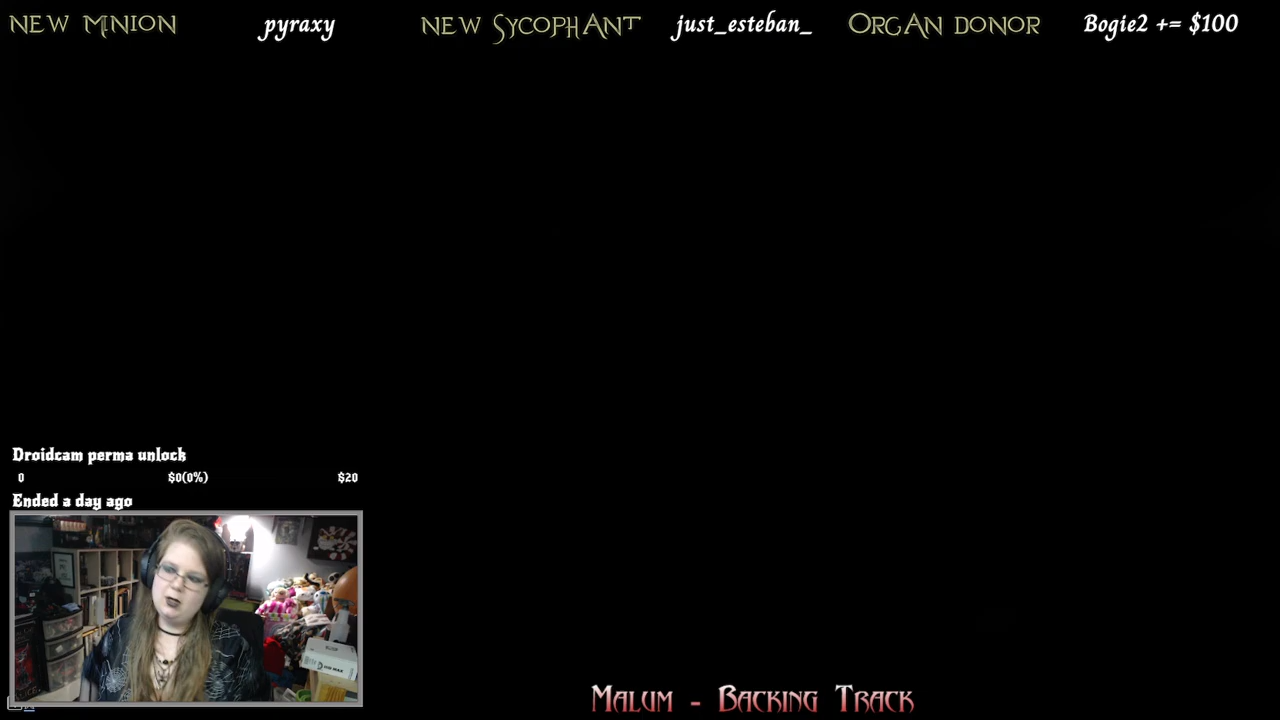 NEW MINION pyraxy NEW SYCOPHANT just_esteban_ ORGAN DONOR Bogie2 += $100
Droidcam perma unlock
0 $0(0%) $20
Ended a day ago
MALUM - BACKING TRACK